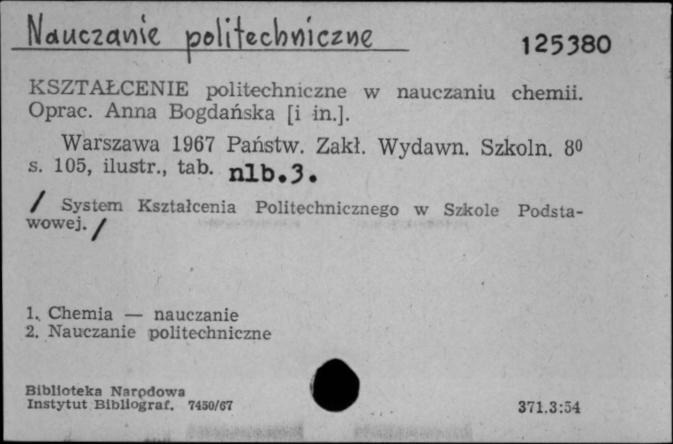 Nauczanie politechniczne
125380
KSZTAŁCENIE politechniczne w nauczaniu chemii.
Oprac. Anna Bogdańska [i in.].
Warszawa 1967 Państw. Zakł. Wydawn. Szkoln. 8⁰
s. 105, ilustr., tab. nlb.3.
/ System Kształcenia Politechnicznego w Szkole Podsta-
wowej. /
1. Chemia — nauczanie
2. Nauczanie politechniczne
Biblioteka Narodowa
Instytut Bibliograf. 7450/67
371.3:54